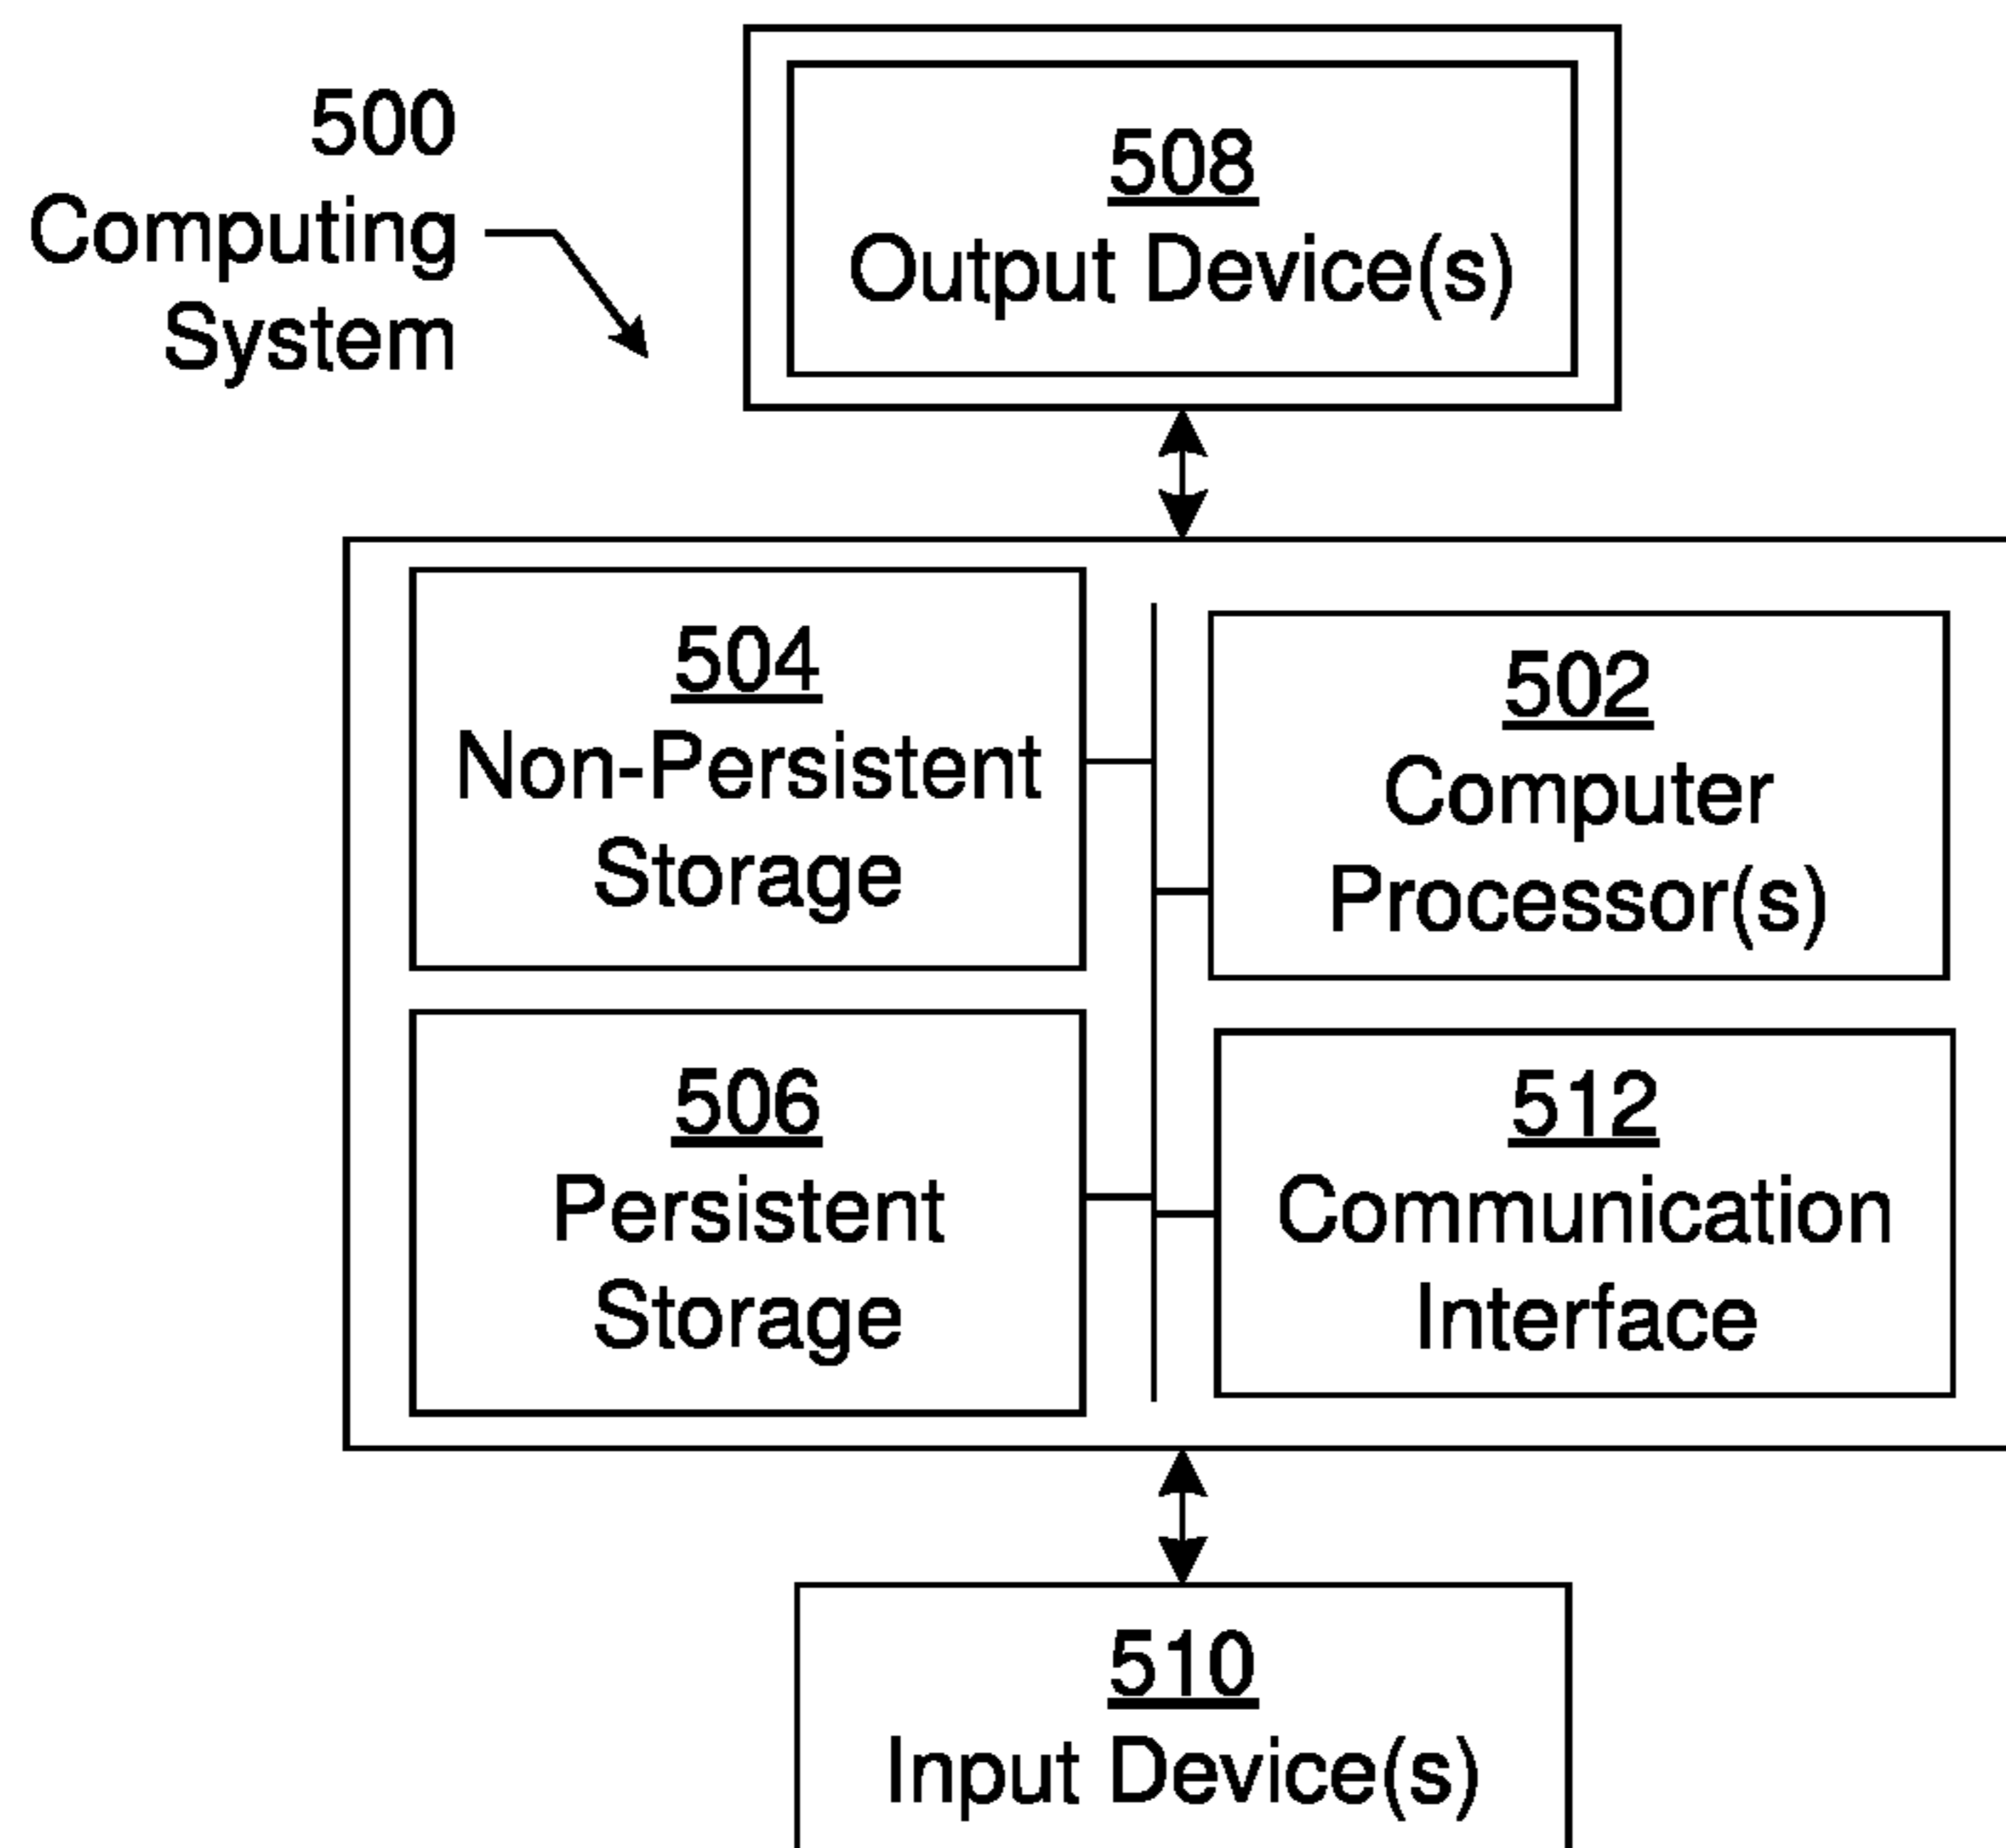 500
Computing
System
508
Output Device(s)
504
Non-Persistent
Storage
502
Computer
Processor(s)
506
Persistent
Storage
512
Communication
Interface
510
Input Device(s)